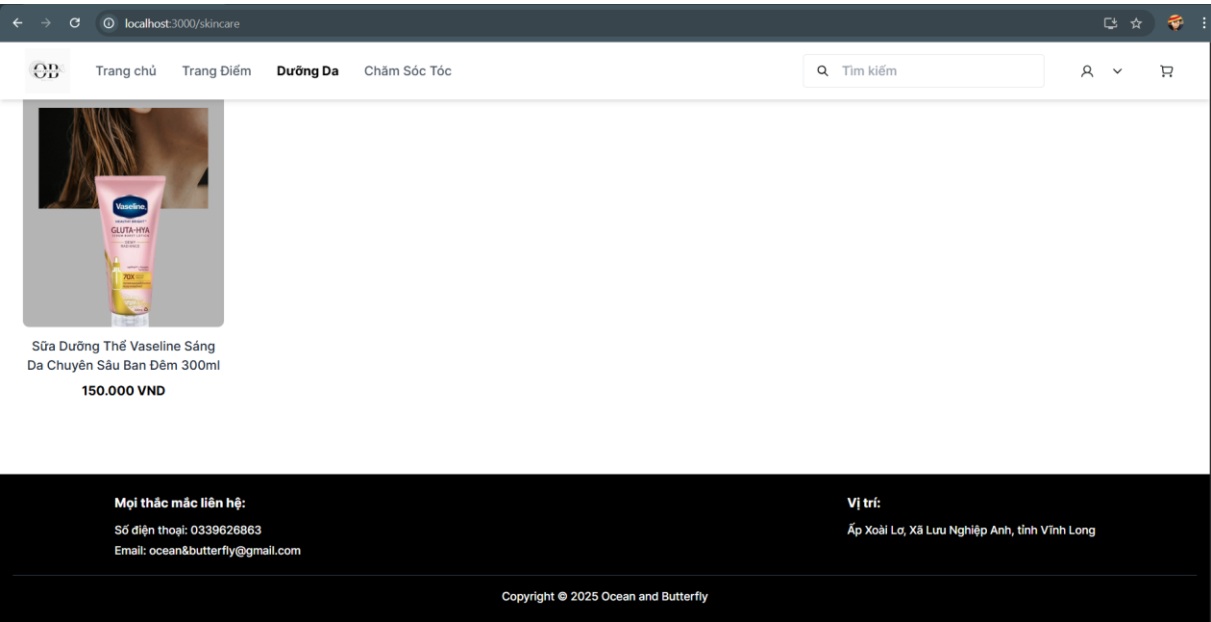 localhost:3000/skincare
OB
Trang chủ
Trang Điểm
Dưỡng Da
Chăm Sóc Tóc
Tìm kiếm
Vaseline.
GLUTA-HYA
70X
Sữa Dưỡng Thể Vaseline Sáng
Da Chuyên Sâu Ban Đêm 300ml
150.000 VND
Mọi thắc mắc liên hệ:
Số điện thoại: 0339626863
Email: ocean&butterfly@gmail.com
Vị trí:
Ấp Xoài Lơ, Xã Lưu Nghiệp Anh, tỉnh Vĩnh Long
Copyright © 2025 Ocean and Butterfly